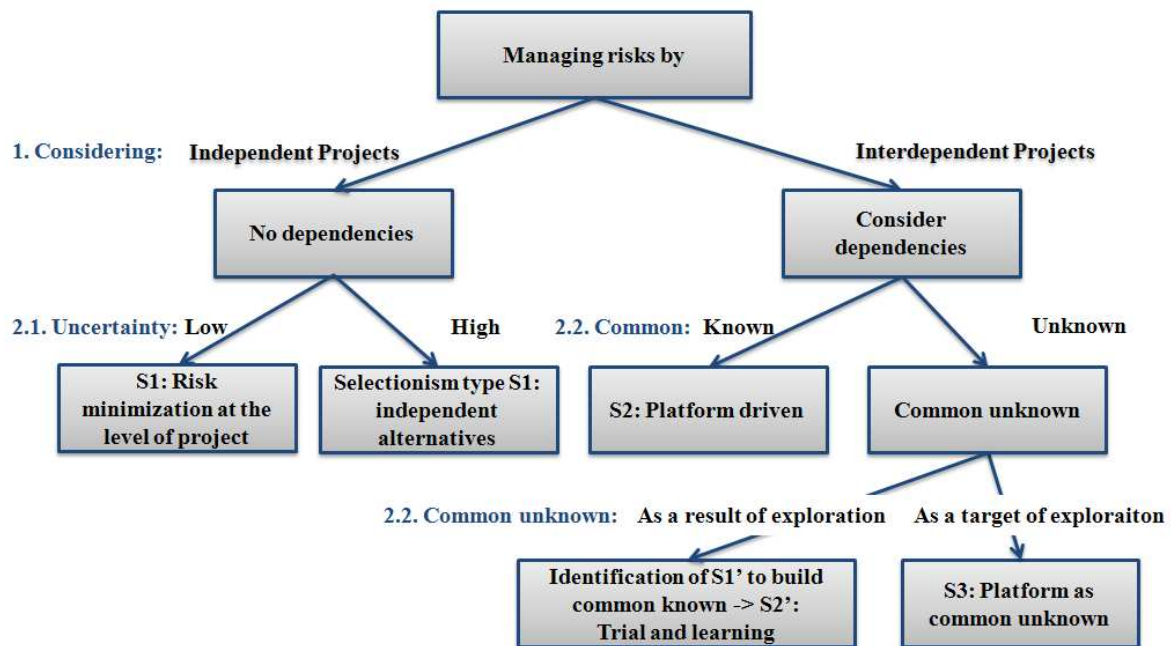 Managing risks by
1. Considering: Independent Projects Interdependent Projects
No dependencies
Consider
dependencies
2.1. Uncertainty: Low High 2.2. Common: Known Unknown
S1: Risk
minimization at the
level of project
Selectionism type S1:
independent
alternatives
S2: Platform driven
Common unknown
2.2. Common unknown: As a result of exploration As a target of exploraiton
Identification of S1’ to build
common known -> S2’:
Trial and learning
S3: Platform as
common unknown